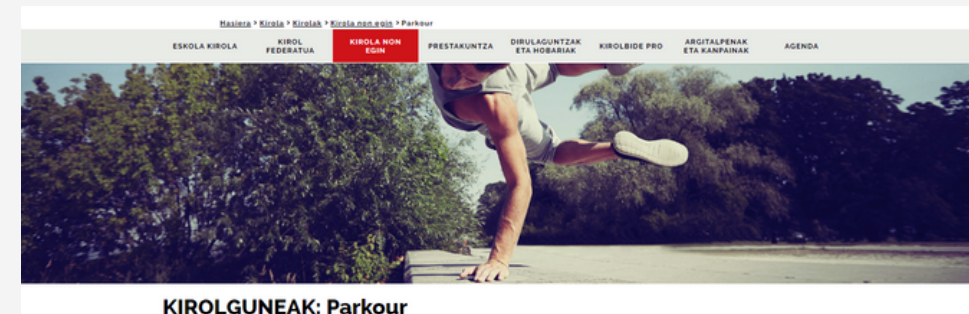 Hasiera > Kirola > Kirolak > Kirola non egin > Parkour
ESKOLA KIROLA
KIROL
FEDERATUA
KIROLA NON
EGIN
PRESTAKUNTZA
DIRULAGUNTZAK
ETA HOBARIAK
KIROLBIDE PRO
ARGITALPENAK
ETA KANPAINAK
AGENDA
KIROLGUNEAK: Parkour